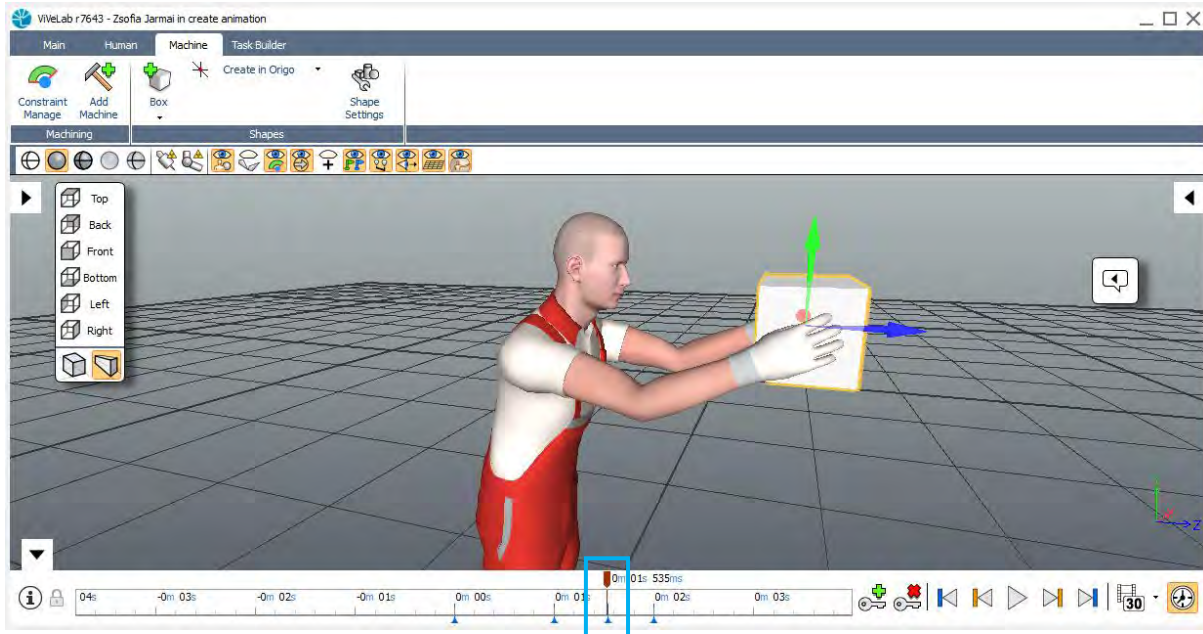 ViVeLab r7643 - Zsofia Jarmai in create animation
Main Human Machine Task Builder
Constraint Manage
Add Machine
Box
Create in Origo
Shape Settings
Machining Shapes
Top
Back
Front
Bottom
Left
Right
Z
0m 01s 535ms
04s -0m 03s -0m 02s -0m 01s 0m 00s 0m 01s 0m 02s 0m 03s
30